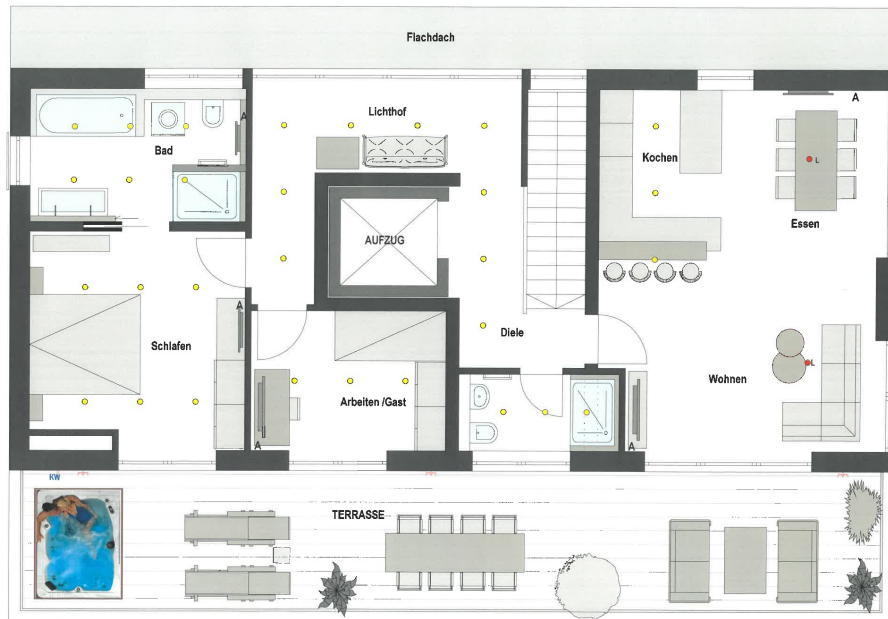 Flachdach
Lichthof
A
A
Bad
Kochen
L
Essen
AUFZUG
A
Schlafen
Diele
Wohnen
L
Arbeiten /Gast
A
A
KW
TERRASSE